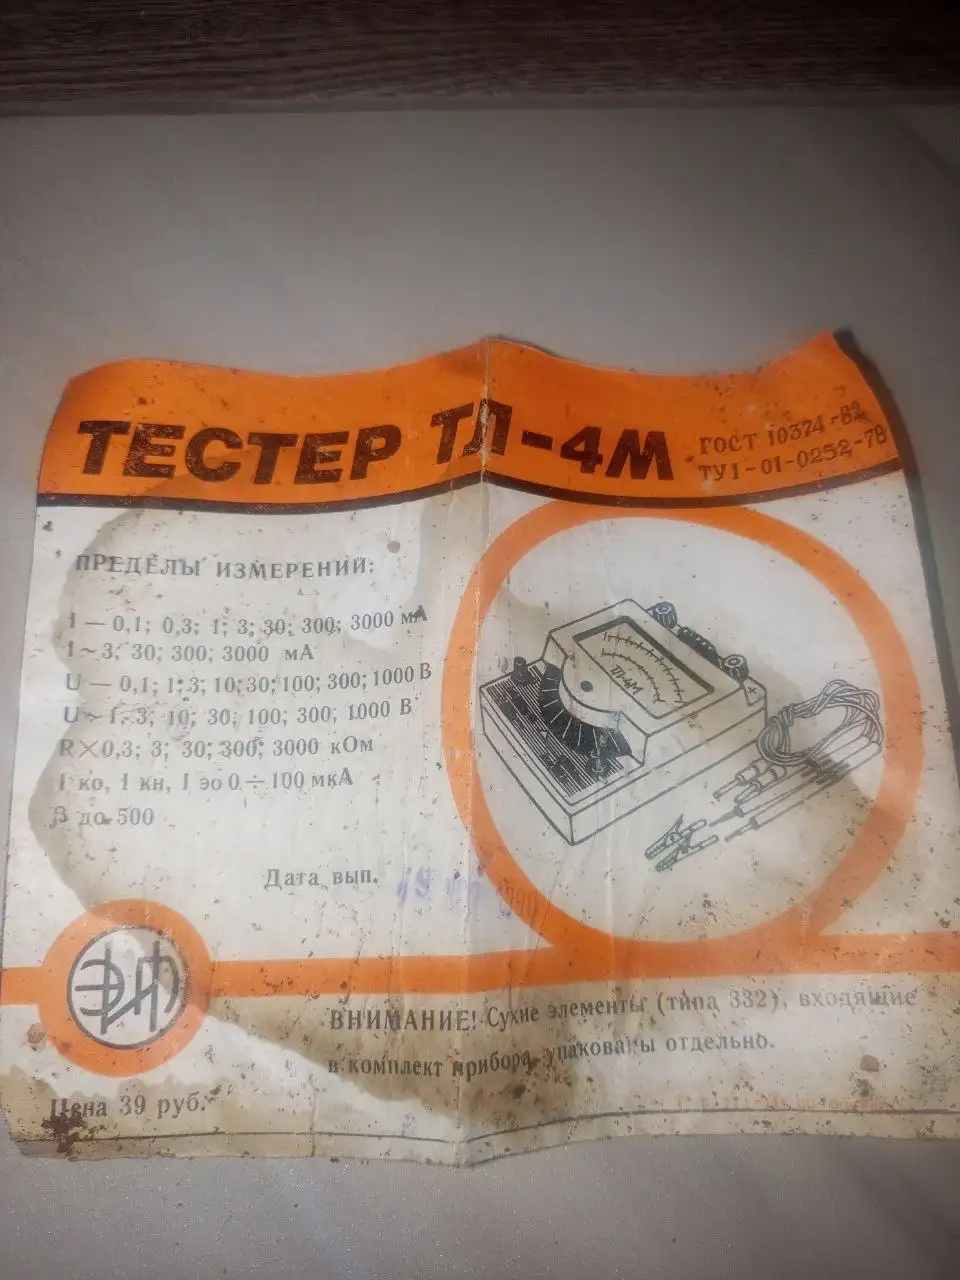 ТЕСТЕР ТЛ-4М
ГОСТ 10374-82
ТУ1-01-0252-78
ПРЕДЕЛЫ ИЗМЕРЕНИЙ:
I — 0,1; 0,3; 1; 3; 30; 300; 3000 мА
I ~ 3; 30; 300; 3000 мА
U — 0,1; 1; 3; 10; 30; 100; 300; 1000 В
U ~ 1; 3; 10; 30; 100; 300; 1000 В
R×0,3; 3; 30; 300; 3000 кОм
I ко, I кн, I эо 0 ÷ 100 мкА
β до 500
ТЛ-4М
Дата вып.
ВНИМАНИЕ! Сухие элементы (типа 332), входящие
в комплект прибора, упакованы отдельно.
Цена 39 руб.